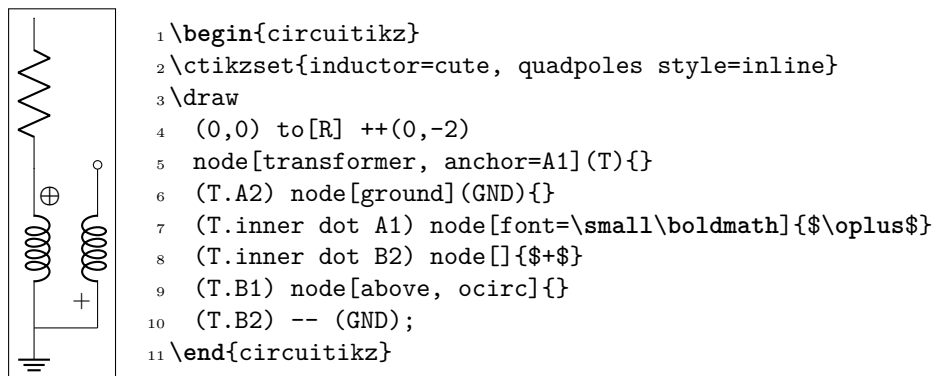 ⊕
+
1 \begin{circuitikz}
2 \ctikzset{inductor=cute, quadpoles style=inline}
3 \draw
4 (0,0) to[R] ++(0,-2)
5 node[transformer, anchor=A1](T){}
6 (T.A2) node[ground](GND){}
7 (T.inner dot A1) node[font=\small\boldmath]{$\oplus$}
8 (T.inner dot B2) node[]{$+$}
9 (T.B1) node[above, ocirc]{}
10 (T.B2) -- (GND);
11 \end{circuitikz}